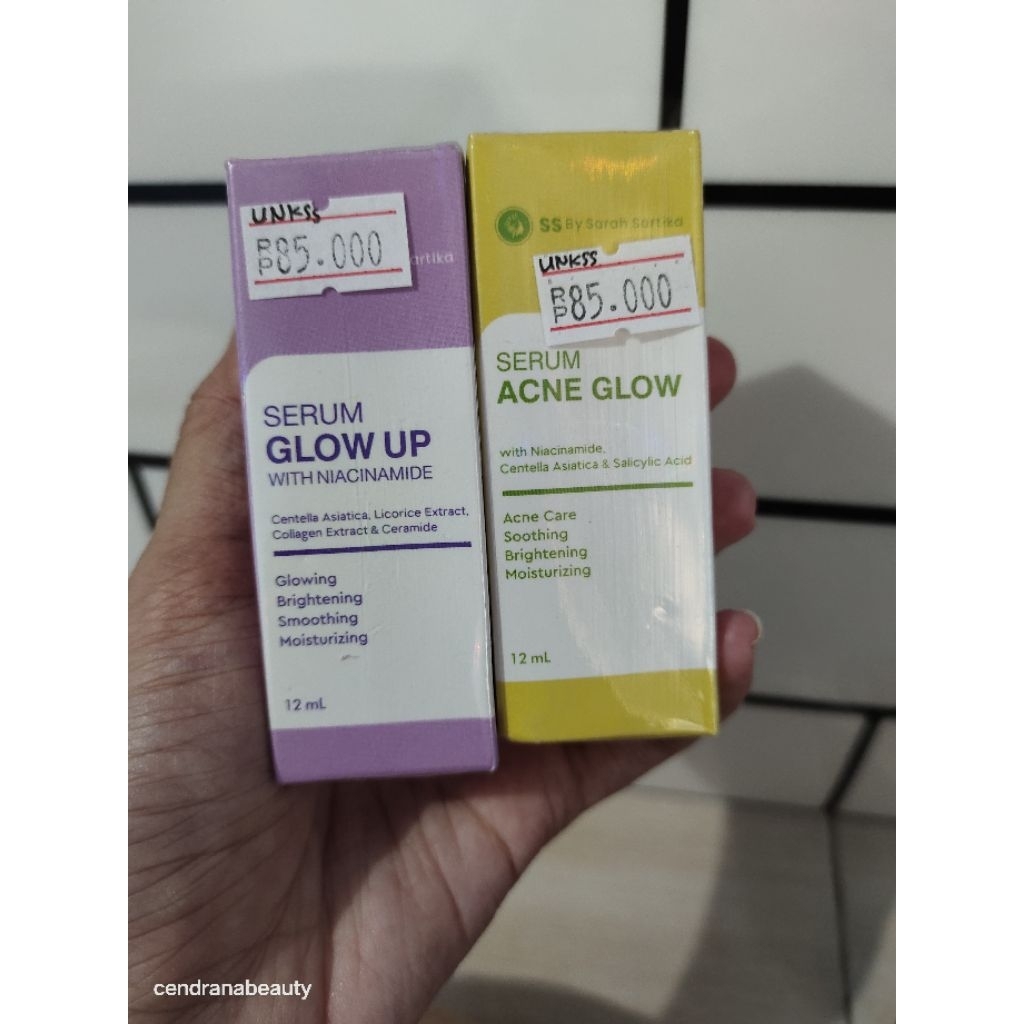 UNKSS
RP85.000
artika
SERUM
GLOW UP
WITH NIACINAMIDE
Centella Asiatica, Licorice Extract,
Collagen Extract & Ceramide
Glowing
Brightening
Smoothing
Moisturizing
12 mL
SS By Sarah Sartika
UNKSS
RP85.000
SERUM
ACNE GLOW
with Niacinamide,
Centella Asiatica & Salicylic Acid
Acne Care
Soothing
Brightening
Moisturizing
12 mL
cendranabeauty